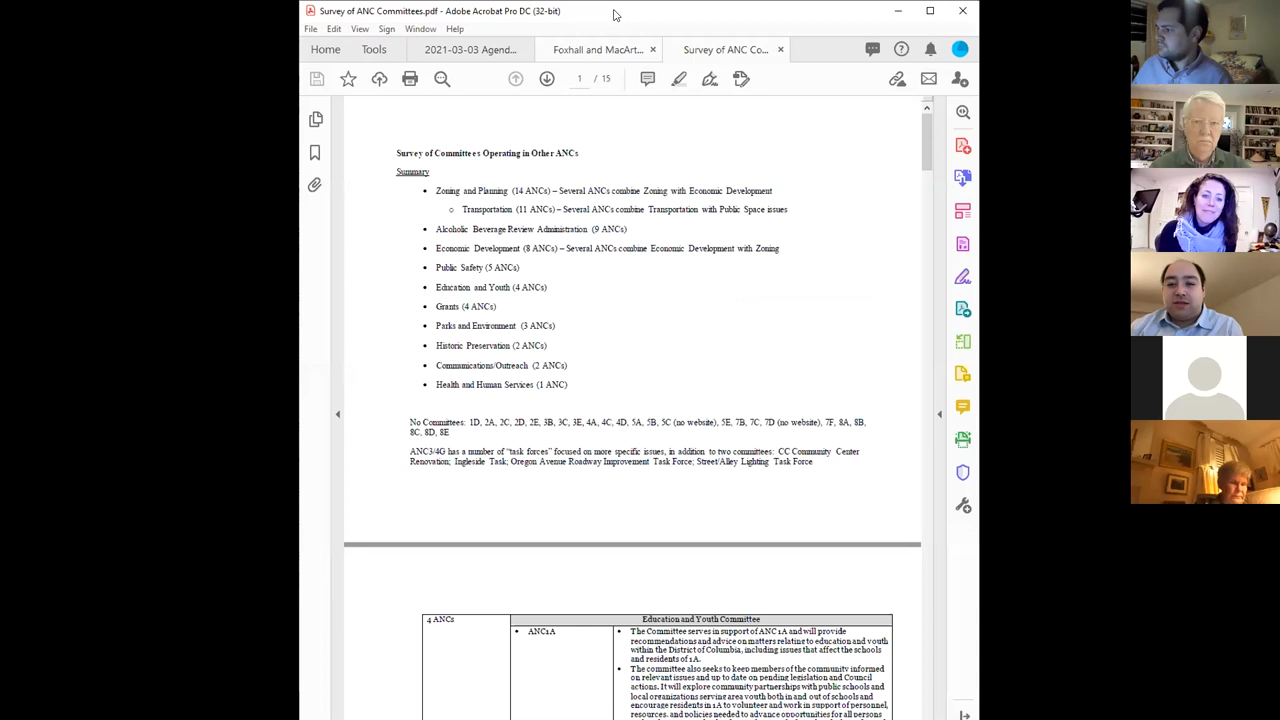 Survey of ANC Committees.pdf - Adobe Acrobat Pro DC (32-bit)
File Edit View Sign Window Help
Home Tools 2021-03-03 Agend... Foxhall and MacArt... × Survey of ANC Co... ×
1 / 15
Survey of Committees Operating in Other ANCs
Summary
• Zoning and Planning (14 ANCs) – Several ANCs combine Zoning with Economic Development
o Transportation (11 ANCs) – Several ANCs combine Transportation with Public Space issues
• Alcoholic Beverage Review Administration (9 ANCs)
• Economic Development (8 ANCs) – Several ANCs combine Economic Development with Zoning
• Public Safety (5 ANCs)
• Education and Youth (4 ANCs)
• Grants (4 ANCs)
• Parks and Environment (3 ANCs)
• Historic Preservation (2 ANCs)
• Communications/Outreach (2 ANCs)
• Health and Human Services (1 ANC)
No Committees: 1D, 2A, 2C, 2D, 2E, 3B, 3C, 3E, 4A, 4C, 4D, 5A, 5B, 5C (no website), 5E, 7B, 7C, 7D (no website), 7F, 8A, 8B,
8C, 8D, 8E
ANC3/4G has a number of “task forces” focused on more specific issues, in addition to two committees: CC Community Center
Renovation; Ingleside Task; Oregon Avenue Roadway Improvement Task Force; Street/Alley Lighting Task Force
4 ANCs Education and Youth Committee
• ANC1A • The Committee serves in support of ANC 1A and will provide
recommendations and advice on matters relating to education and youth
within the District of Columbia, including issues that affect the schools
and residents of 1A.
• The committee also seeks to keep members of the community informed
on relevant issues and up to date on pending legislation and Council
actions. It will explore community partnerships with public schools and
local organizations serving area youth both in and out of schools and
encourage residents in 1A to volunteer and work in support of personnel,
resources, and policies needed to advance opportunities for all persons